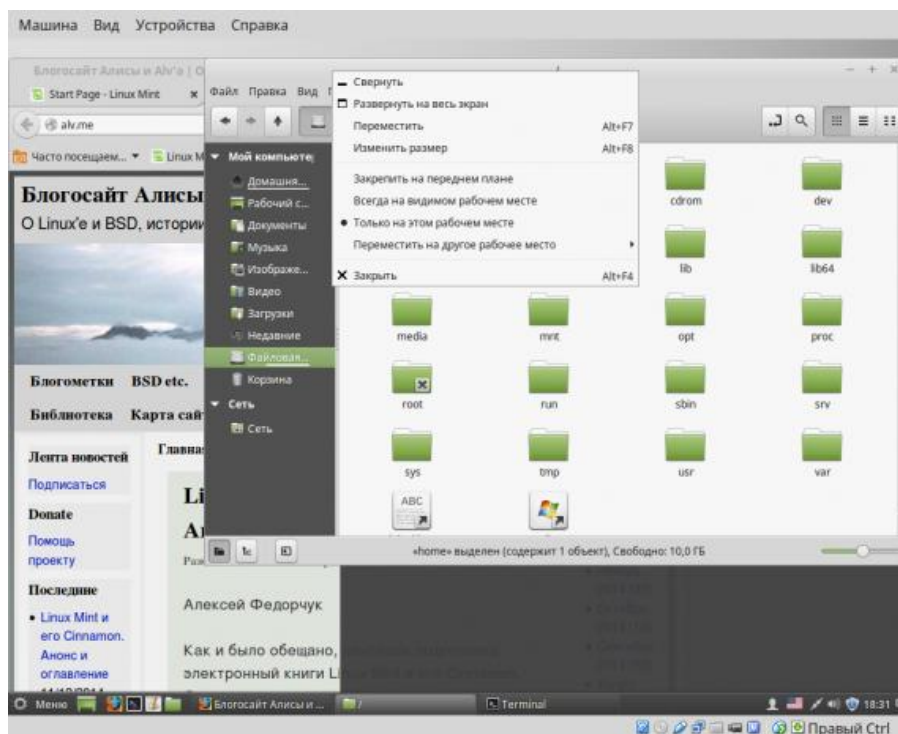 Машина Вид Устройства Справка
Блогосайт Алисы и Alv'а | О
Start Page - Linux Mint
alv.me
Часто посещаем...
Linux M
Блогосайт Алисы
О Linux'е и BSD, истории
Блогометки BSD etc.
Библиотека Карта сай
Лента новостей
Подписаться
Donate
Помощь
проекту
Последние
Linux Mint и
его Cinnamon.
Анонс и
оглавление
Главна
Li
Алексей Федорчук
Как и было обещано,
электронный книги Li
/
Файл Правка Вид
Мой компьюте
Домашня...
Рабочий с...
Документы
Музыка
Изображе...
Видео
Загрузки
Недавние
Файловая...
Корзина
Сеть
Сеть
Свернуть
Развернуть на весь экран
Переместить Alt+F7
Изменить размер Alt+F8
Закрепить на переднем плане
Всегда на видимом рабочем месте
Только на этом рабочем месте
Переместить на другое рабочее место
Закрыть Alt+F4
cdrom dev
lib lib64
media mnt opt proc
root run sbin srv
sys tmp usr var
ABC
«home» выделен (содержит 1 объект), Свободно: 10,0 ГБ
Меню Блогосайт Алисы и ... / Terminal 18:31
Правый Ctrl